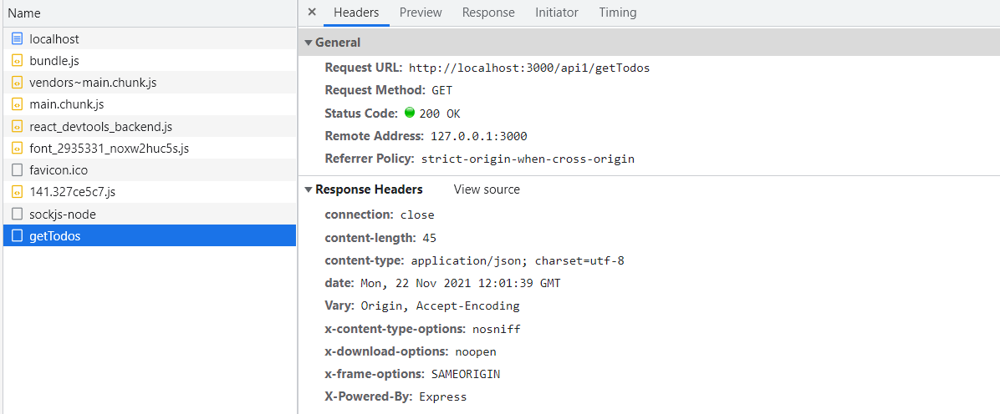 Name
localhost
bundle.js
vendors~main.chunk.js
main.chunk.js
react_devtools_backend.js
font_2935331_noxw2huc5s.js
favicon.ico
141.327ce5c7.js
sockjs-node
getTodos
× Headers Preview Response Initiator Timing
General
Request URL: http://localhost:3000/api1/getTodos
Request Method: GET
Status Code: 200 OK
Remote Address: 127.0.0.1:3000
Referrer Policy: strict-origin-when-cross-origin
Response Headers View source
connection: close
content-length: 45
content-type: application/json; charset=utf-8
date: Mon, 22 Nov 2021 12:01:39 GMT
Vary: Origin, Accept-Encoding
x-content-type-options: nosniff
x-download-options: noopen
x-frame-options: SAMEORIGIN
X-Powered-By: Express